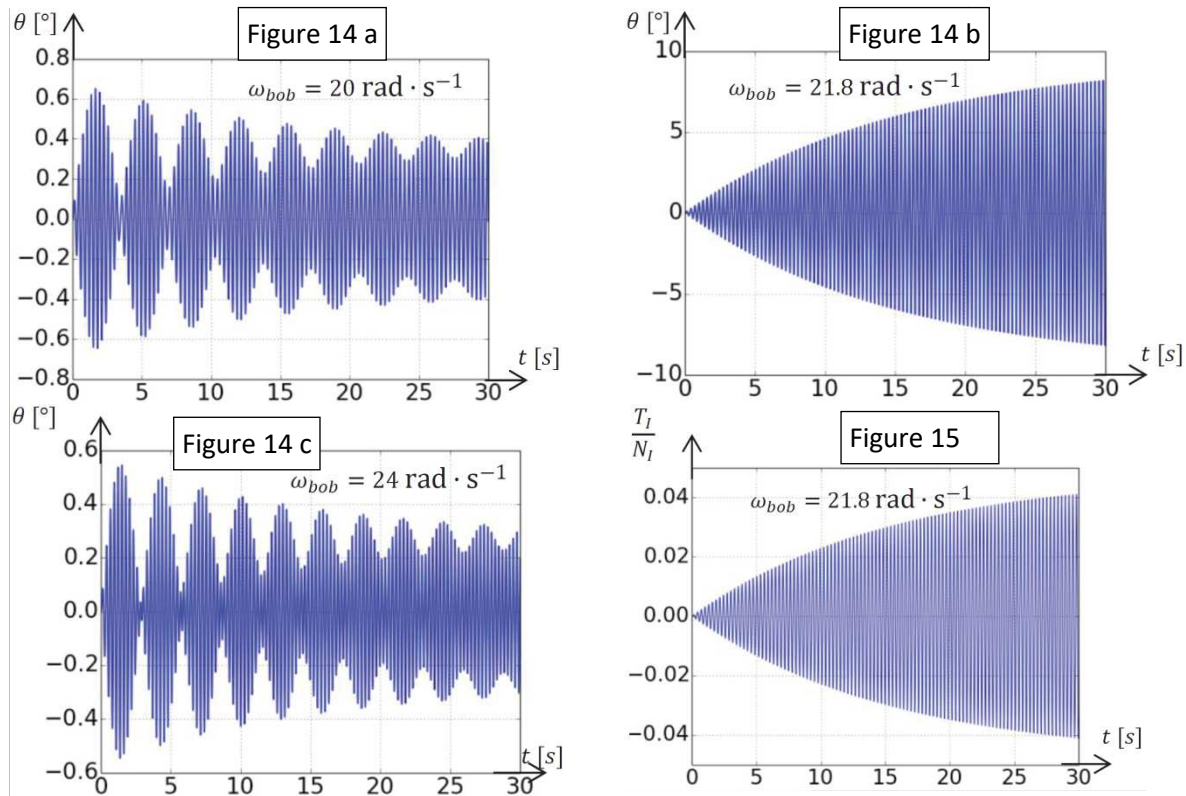 θ [°]
Figure 14 a
0.8
0.6
0.4
0.2
0.0
−0.2
−0.4
−0.6
−0.8
ω_bob = 20 rad · s⁻¹
t [s]
0 5 10 15 20 25 30
θ [°]
Figure 14 b
10
5
0
−5
−10
ω_bob = 21.8 rad · s⁻¹
t [s]
0 5 10 15 20 25 30
θ [°]
Figure 14 c
0.6
0.4
0.2
0.0
−0.2
−0.4
−0.6
ω_bob = 24 rad · s⁻¹
t [s]
0 5 10 15 20 25 30
T_I
N_I
Figure 15
0.04
0.02
0.00
−0.02
−0.04
ω_bob = 21.8 rad · s⁻¹
t [s]
0 5 10 15 20 25 30